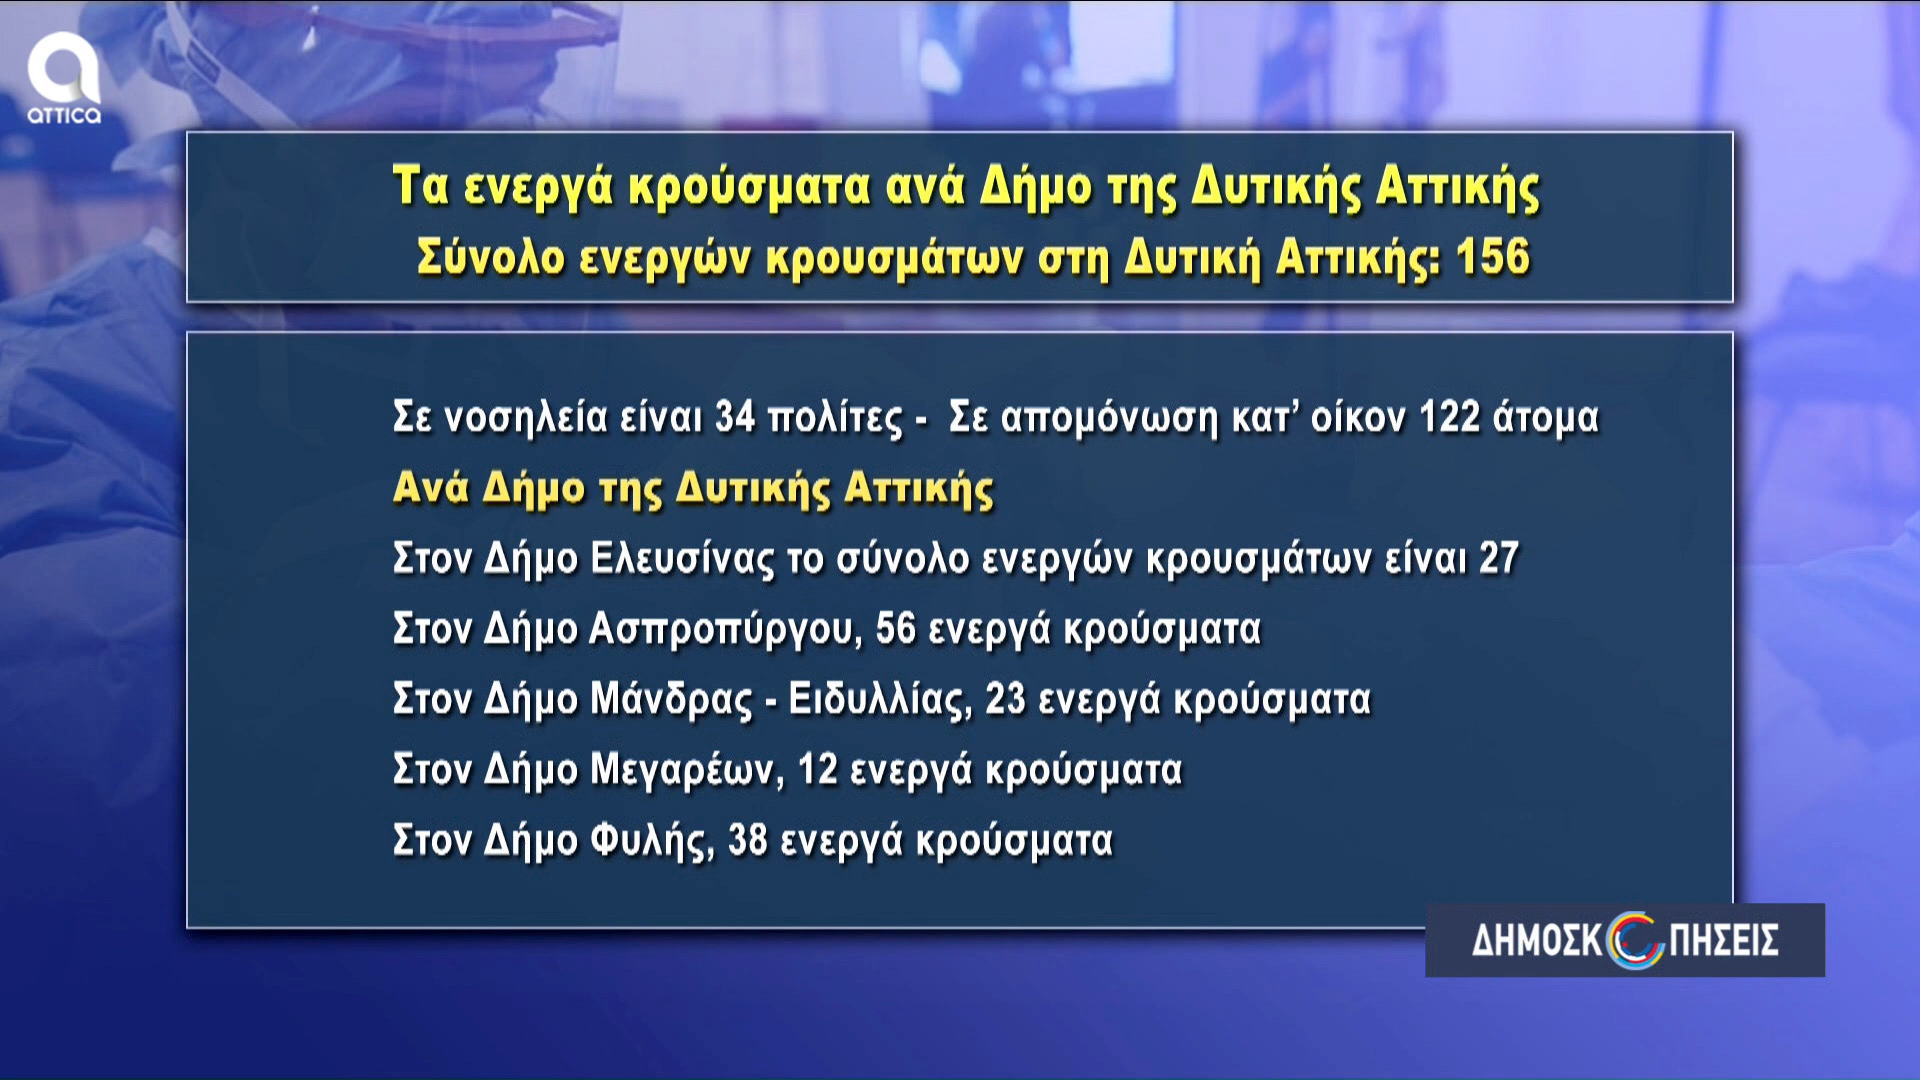 αττιca
Τα ενεργά κρούσματα ανά Δήμο της Δυτικής Αττικής
Σύνολο ενεργών κρουσμάτων στη Δυτική Αττικής: 156
Σε νοσηλεία είναι 34 πολίτες - Σε απομόνωση κατ’ οίκον 122 άτομα
Ανά Δήμο της Δυτικής Αττικής
Στον Δήμο Ελευσίνας το σύνολο ενεργών κρουσμάτων είναι 27
Στον Δήμο Ασπροπύργου, 56 ενεργά κρούσματα
Στον Δήμο Μάνδρας - Ειδυλλίας, 23 ενεργά κρούσματα
Στον Δήμο Μεγαρέων, 12 ενεργά κρούσματα
Στον Δήμο Φυλής, 38 ενεργά κρούσματα
ΔΗΜΟΣΚΟΠΗΣΕΙΣ